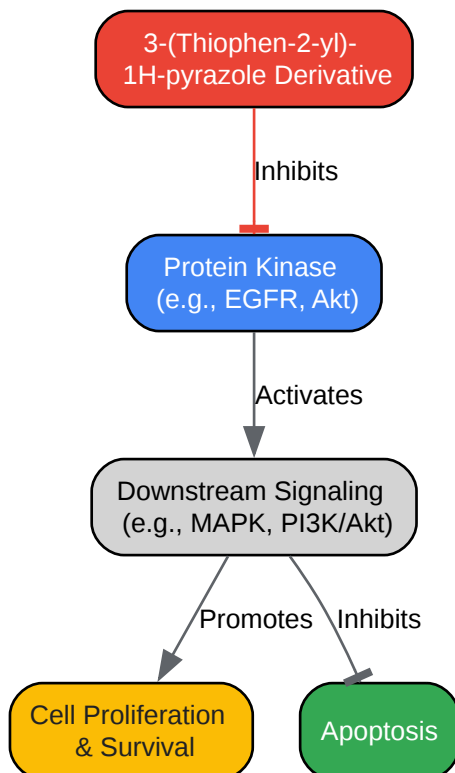 3-(Thiophen-2-yl)-
1H-pyrazole Derivative
Inhibits
Protein Kinase
(e.g., EGFR, Akt)
Activates
Downstream Signaling
(e.g., MAPK, PI3K/Akt)
Promotes
Inhibits
Cell Proliferation
& Survival
Apoptosis